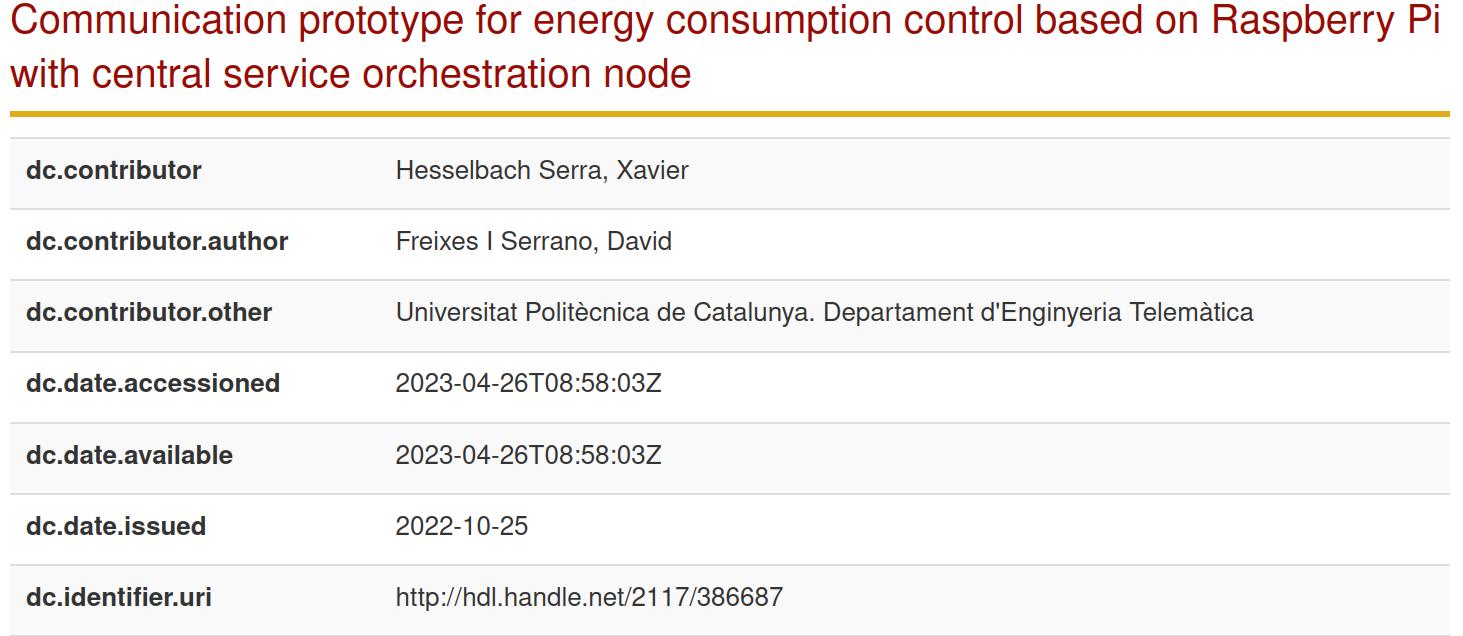 Communication prototype for energy consumption control based on Raspberry Pi
with central service orchestration node
dc.contributor Hesselbach Serra, Xavier
dc.contributor.author Freixes I Serrano, David
dc.contributor.other Universitat Politècnica de Catalunya. Departament d'Enginyeria Telemàtica
dc.date.accessioned 2023-04-26T08:58:03Z
dc.date.available 2023-04-26T08:58:03Z
dc.date.issued 2022-10-25
dc.identifier.uri http://hdl.handle.net/2117/386687